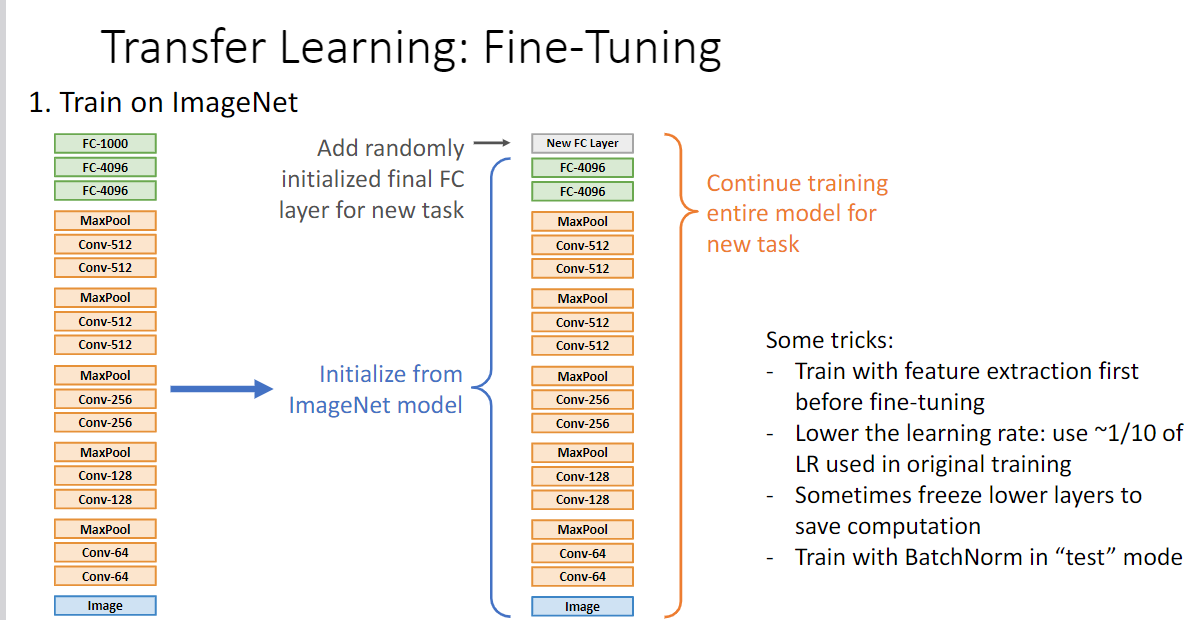 Transfer Learning: Fine-Tuning
1. Train on ImageNet
FC-1000
FC-4096
FC-4096
MaxPool
Conv-512
Conv-512
MaxPool
Conv-512
Conv-512
MaxPool
Conv-256
Conv-256
MaxPool
Conv-128
Conv-128
MaxPool
Conv-64
Conv-64
Image
Add randomly
initialized final FC
layer for new task
Initialize from
ImageNet model
New FC Layer
FC-4096
FC-4096
MaxPool
Conv-512
Conv-512
MaxPool
Conv-512
Conv-512
MaxPool
Conv-256
Conv-256
MaxPool
Conv-128
Conv-128
MaxPool
Conv-64
Conv-64
Image
Continue training
entire model for
new task
Some tricks:
- Train with feature extraction first
before fine-tuning
- Lower the learning rate: use ~1/10 of
LR used in original training
- Sometimes freeze lower layers to
save computation
- Train with BatchNorm in “test” mode